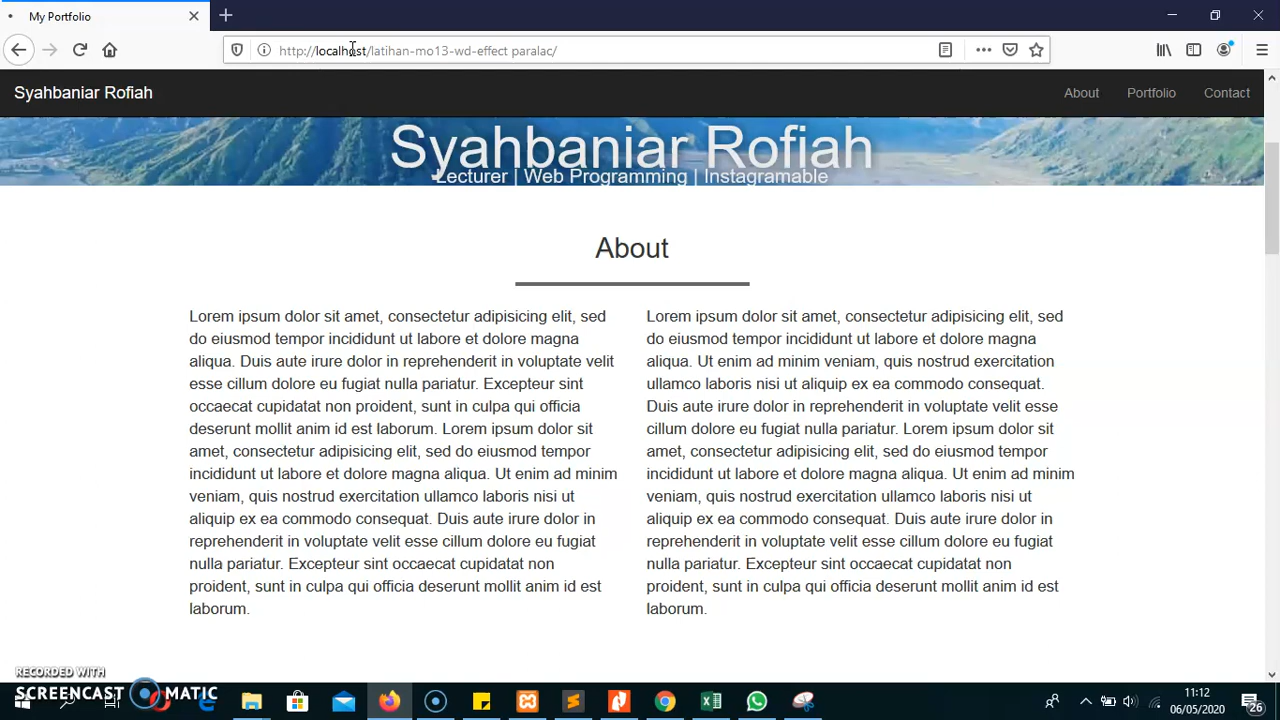 My Portfolio
http://localhost/latihan-mo13-wd-effect paralac/
Syahbaniar Rofiah
About
Portfolio
Contact
Syahbaniar Rofiah
Lecturer | Web Programming | Instagramable
About
Lorem ipsum dolor sit amet, consectetur adipisicing elit, sed
do eiusmod tempor incididunt ut labore et dolore magna
aliqua. Duis aute irure dolor in reprehenderit in voluptate velit
esse cillum dolore eu fugiat nulla pariatur. Excepteur sint
occaecat cupidatat non proident, sunt in culpa qui officia
deserunt mollit anim id est laborum. Lorem ipsum dolor sit
amet, consectetur adipisicing elit, sed do eiusmod tempor
incididunt ut labore et dolore magna aliqua. Ut enim ad minim
veniam, quis nostrud exercitation ullamco laboris nisi ut
aliquip ex ea commodo consequat. Duis aute irure dolor in
reprehenderit in voluptate velit esse cillum dolore eu fugiat
nulla pariatur. Excepteur sint occaecat cupidatat non
proident, sunt in culpa qui officia deserunt mollit anim id est
laborum.
Lorem ipsum dolor sit amet, consectetur adipisicing elit, sed
do eiusmod tempor incididunt ut labore et dolore magna
aliqua. Ut enim ad minim veniam, quis nostrud exercitation
ullamco laboris nisi ut aliquip ex ea commodo consequat.
Duis aute irure dolor in reprehenderit in voluptate velit esse
cillum dolore eu fugiat nulla pariatur. Lorem ipsum dolor sit
amet, consectetur adipisicing elit, sed do eiusmod tempor
incididunt ut labore et dolore magna aliqua. Ut enim ad minim
veniam, quis nostrud exercitation ullamco laboris nisi ut
aliquip ex ea commodo consequat. Duis aute irure dolor in
reprehenderit in voluptate velit esse cillum dolore eu fugiat
nulla pariatur. Excepteur sint occaecat cupidatat non
proident, sunt in culpa qui officia deserunt mollit anim id est
laborum.
RECORDED WITH
SCREENCAST MATIC
11:12
06/05/2020
26